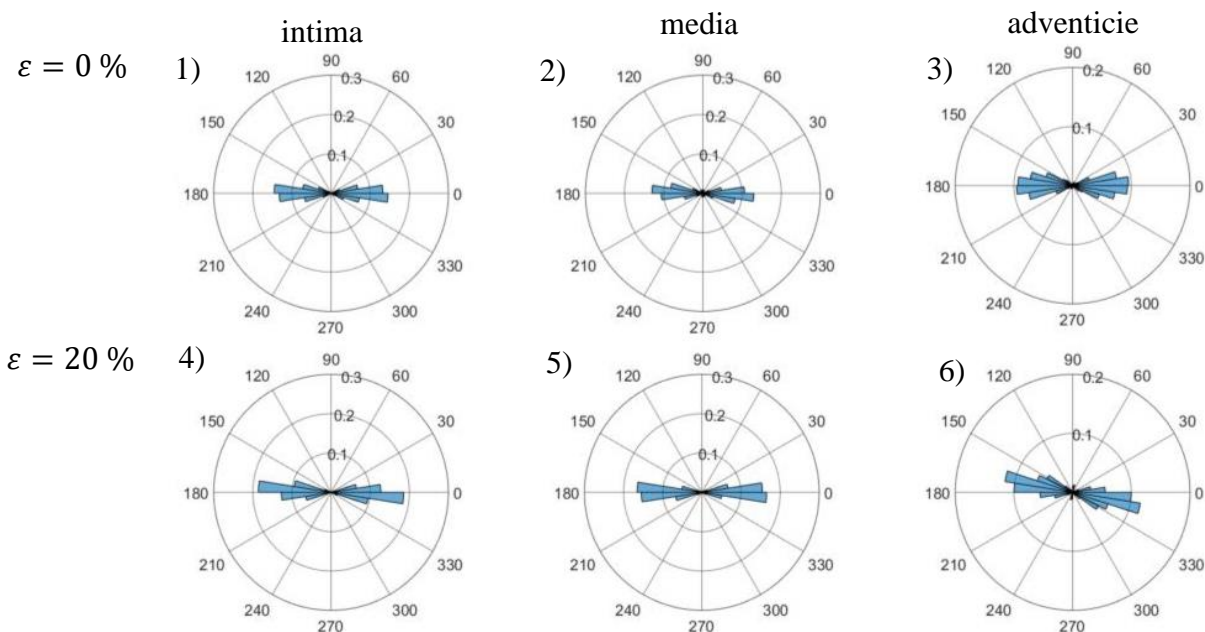 intima media adventicie
ε = 0 % 1) 2) 3)
90 90 90
120 0.3 60 120 0.3 60 120 0.2 60
150 0.2 30 150 0.2 30 150 0.1 30
0.1 0.1
180 0 180 0 180 0
210 330 210 330 210 330
240 300 240 300 240 300
270 270 270
ε = 20 % 4) 5) 6)
90 90 90
120 0.3 60 120 0.3 60 120 0.2 60
150 0.2 30 150 0.2 30 150 0.1 30
0.1 0.1
180 0 180 0 180 0
210 330 210 330 210 330
240 300 240 300 240 300
270 270 270